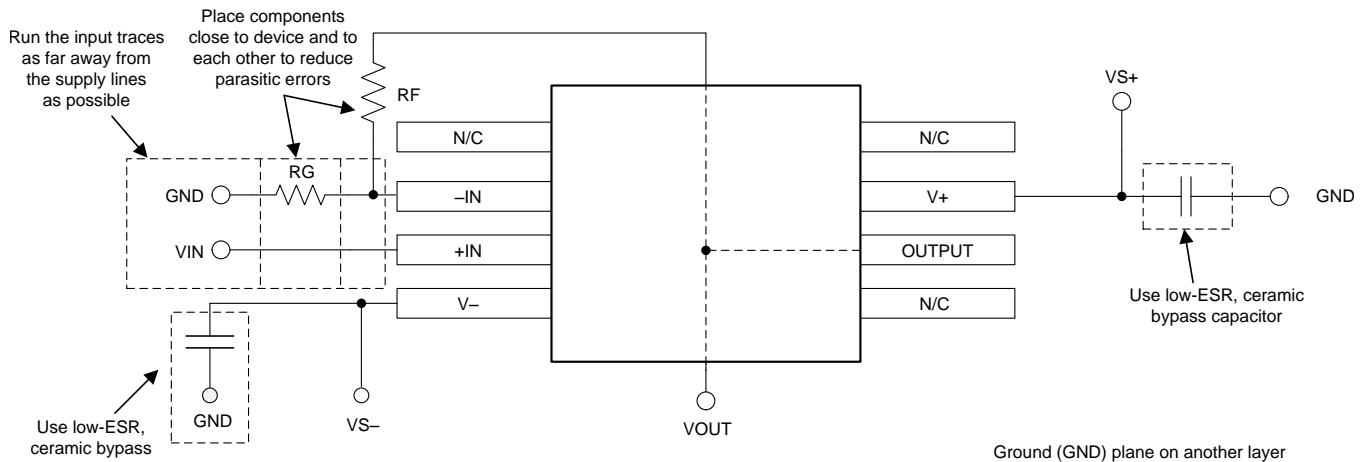 Run the input traces
as far away from
the supply lines
as possible
Place components
close to device and to
each other to reduce
parasitic errors
RF
VS+
N/C
N/C
RG
GND
–IN
V+
GND
VIN
+IN
OUTPUT
V–
N/C
Use low-ESR, ceramic
bypass capacitor
GND
VS–
VOUT
Use low-ESR,
ceramic bypass
Ground (GND) plane on another layer